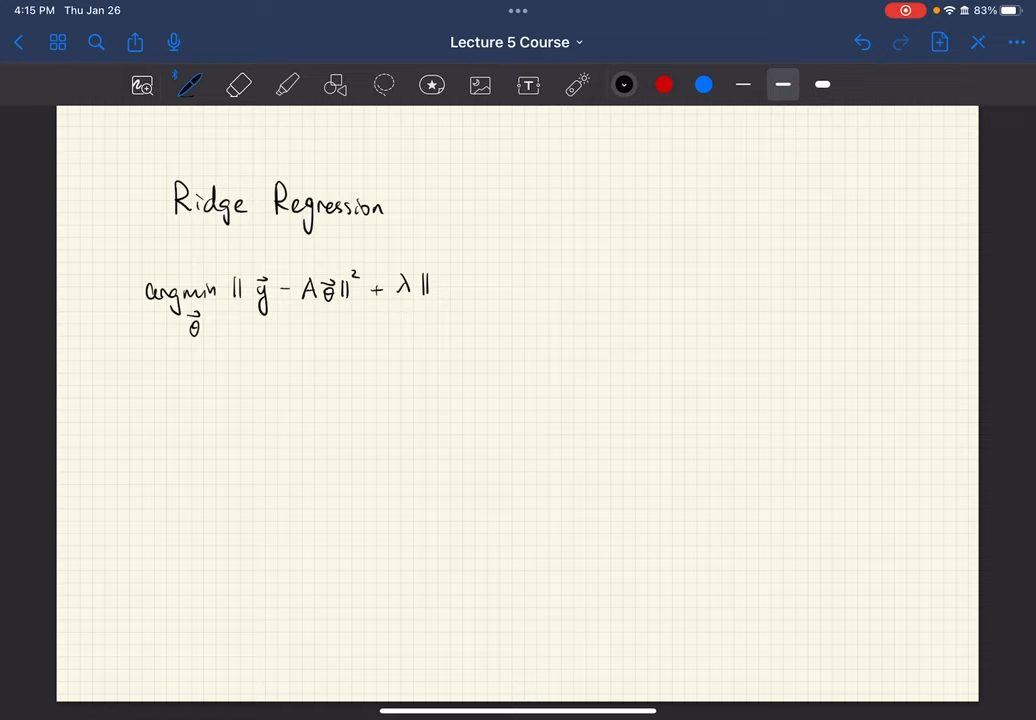 4:15 PM Thu Jan 26
83%
Lecture 5 Course
T
Ridge Regression
argmin ‖ y⃗ − Aθ⃗ ‖² + λ ‖
θ⃗